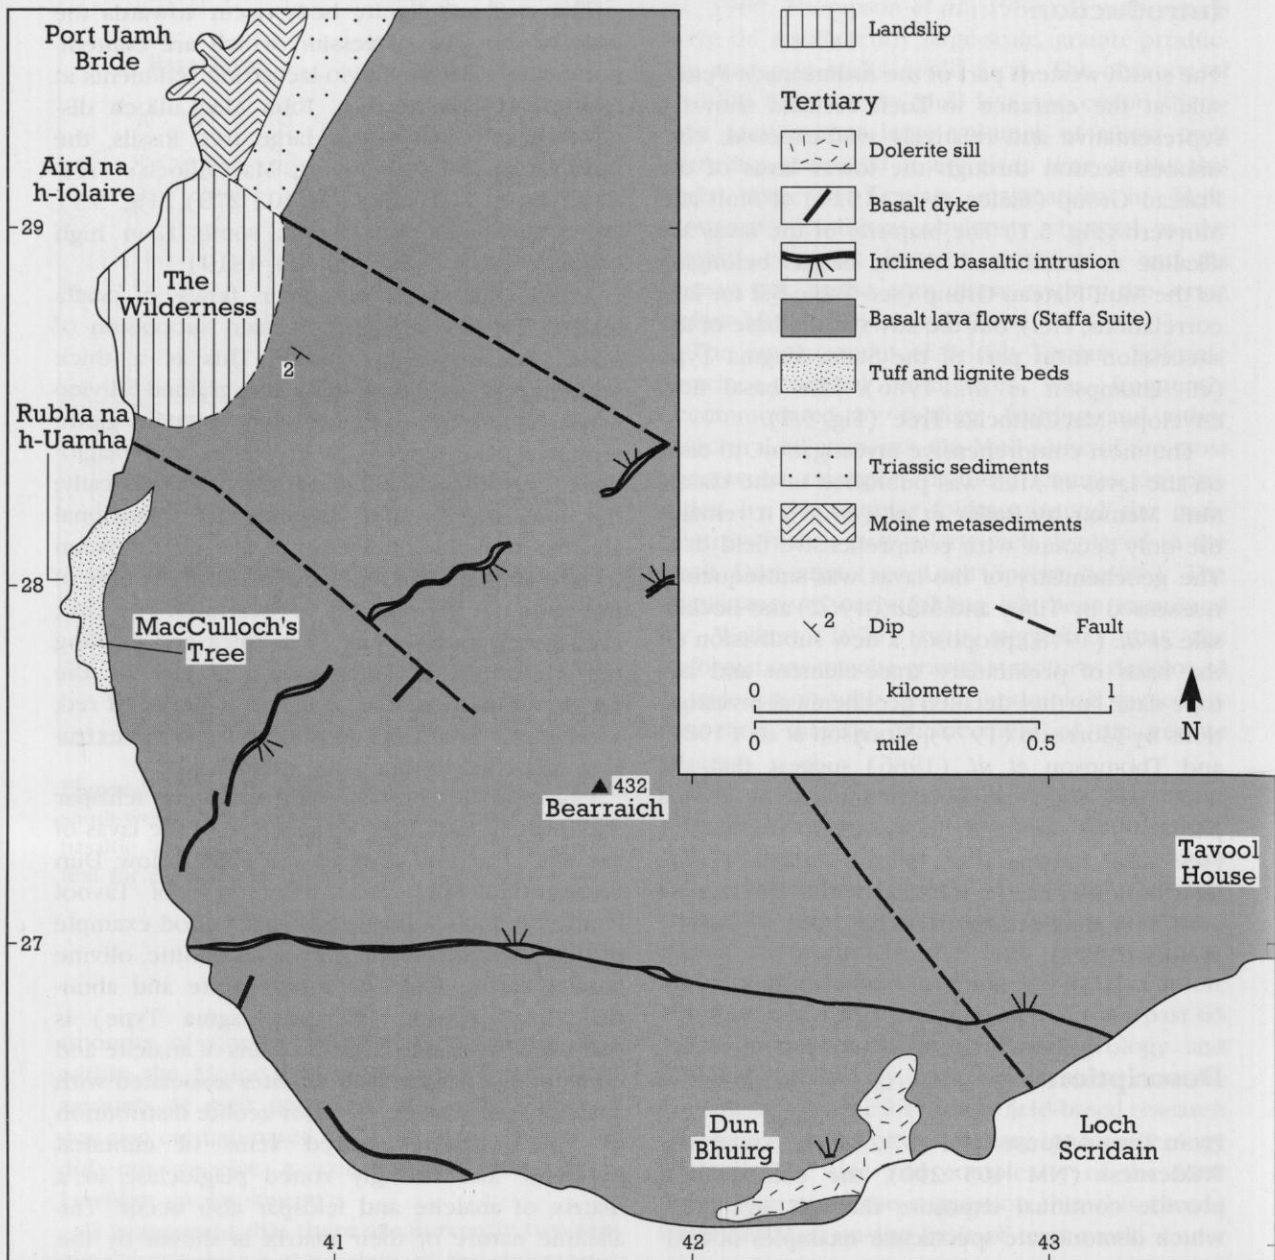 Port Uamh
Bride
Aird na
h-Iolaire
29
The
Wilderness
2
Rubha na
h-Uamha
28
MacCulloch's
Tree
432
Bearraich
27
Tavool
House
Dun
Bhuirg
Loch
Scridain
41
42
43
Landslip
Tertiary
Dolerite sill
Basalt dyke
Inclined basaltic intrusion
Basalt lava flows (Staffa Suite)
Tuff and lignite beds
Triassic sediments
Moine metasediments
2 Dip
Fault
0 kilometre 1
0 mile 0.5
N